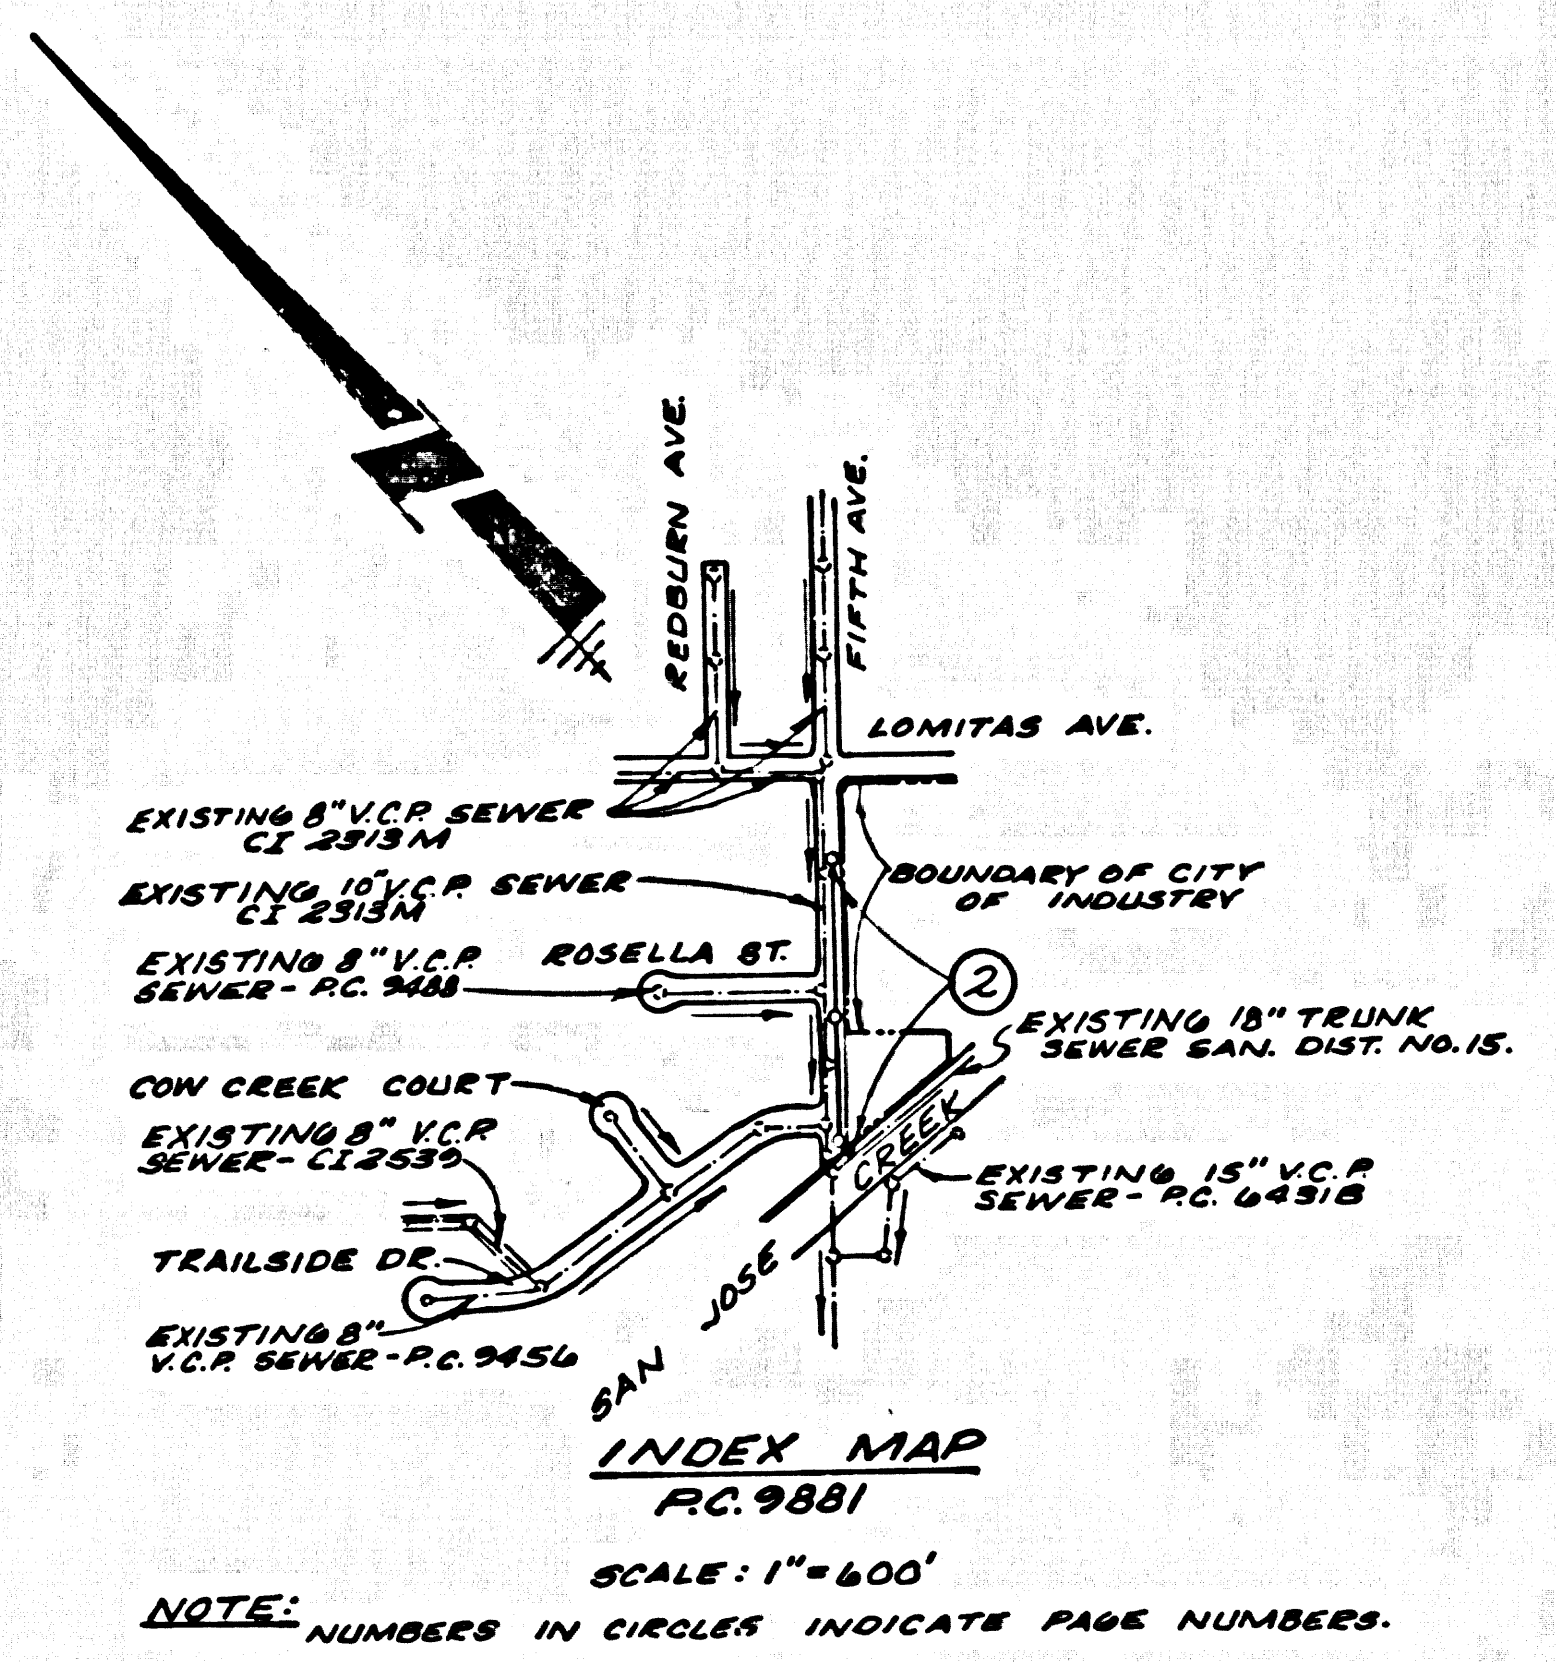 REDBURN AVE.
FIFTH AVE.
LOMITAS AVE.
EXISTING 8" V.C.P. SEWER
CI 2313M
BOUNDARY OF CITY
OF INDUSTRY
EXISTING 10" V.C.P. SEWER
CI 2313M
EXISTING 8" V.C.P.
SEWER - P.C. 9488
ROSELLA ST.
2
EXISTING 18" TRUNK
SEWER SAN. DIST. NO. 15.
COW CREEK COURT
EXISTING 8" V.C.P.
SEWER - CI 2539
EXISTING 15" V.C.P.
SEWER - P.C. 6431B
TRAILSIDE DR.
EXISTING 8"
V.C.P. SEWER - P.C. 9456
SAN JOSE CREEK
INDEX MAP
P.C. 9881
SCALE: 1" = 600'
NOTE:
NUMBERS IN CIRCLES INDICATE PAGE NUMBERS.